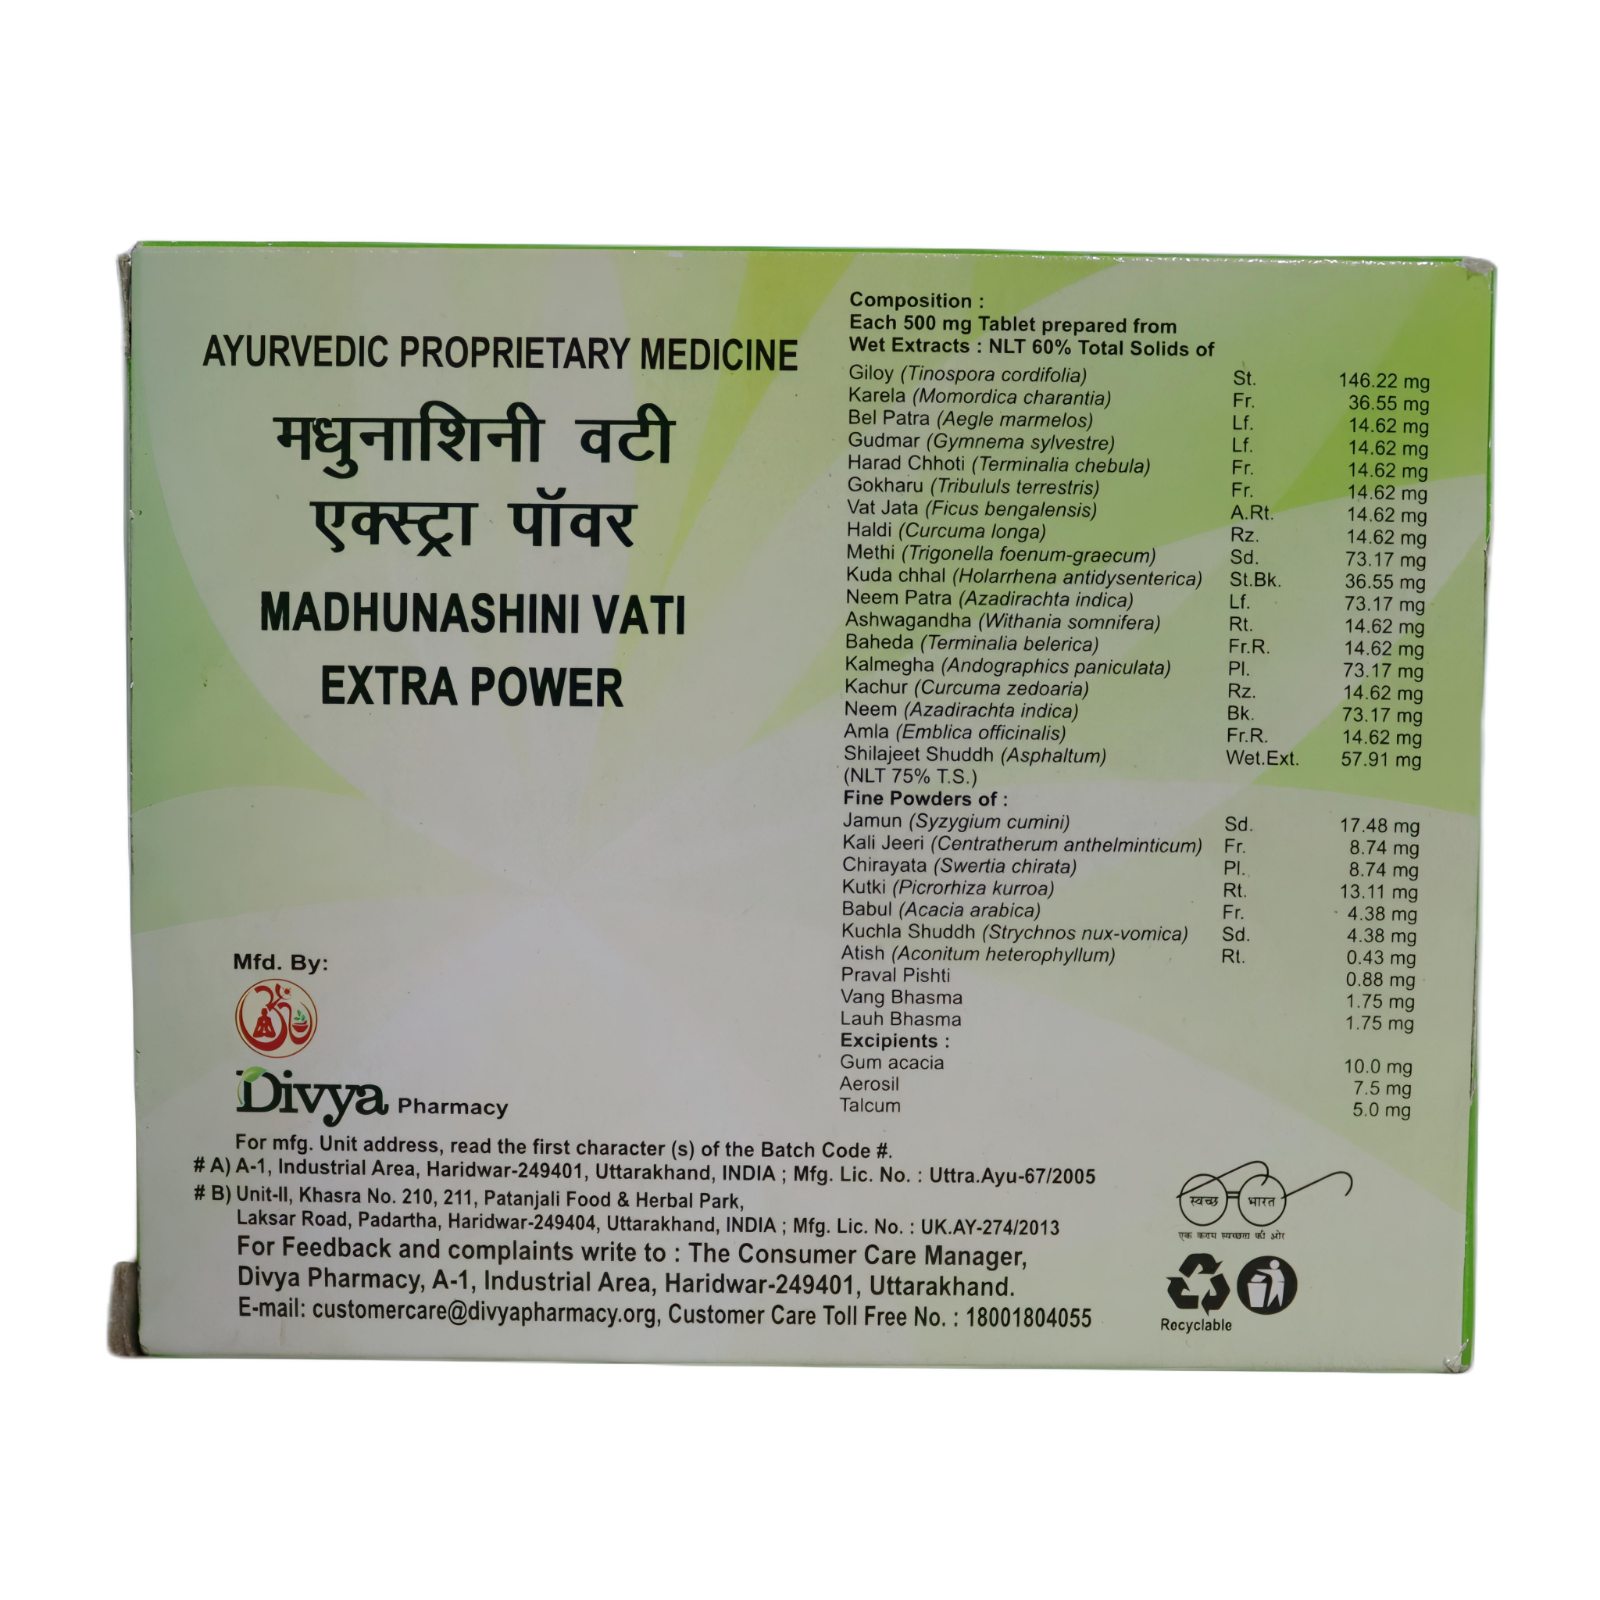 AYURVEDIC PROPRIETARY MEDICINE
मधुनाशिनी वटी
एक्स्ट्रा पॉवर
MADHUNASHINI VATI
EXTRA POWER
Composition :
Each 500 mg Tablet prepared from
Wet Extracts : NLT 60% Total Solids of
Giloy (Tinospora cordifolia) St. 146.22 mg
Karela (Momordica charantia) Fr. 36.55 mg
Bel Patra (Aegle marmelos) Lf. 14.62 mg
Gudmar (Gymnema sylvestre) Lf. 14.62 mg
Harad Chhoti (Terminalia chebula) Fr. 14.62 mg
Gokharu (Tribululs terrestris) Fr. 14.62 mg
Vat Jata (Ficus bengalensis) A.Rt. 14.62 mg
Haldi (Curcuma longa) Rz. 14.62 mg
Methi (Trigonella foenum-graecum) Sd. 73.17 mg
Kuda chhal (Holarrhena antidysenterica) St.Bk. 36.55 mg
Neem Patra (Azadirachta indica) Lf. 73.17 mg
Ashwagandha (Withania somnifera) Rt. 14.62 mg
Baheda (Terminalia belerica) Fr.R. 14.62 mg
Kalmegha (Andographics paniculata) Pl. 73.17 mg
Kachur (Curcuma zedoaria) Rz. 14.62 mg
Neem (Azadirachta indica) Bk. 73.17 mg
Amla (Emblica officinalis) Fr.R. 14.62 mg
Shilajeet Shuddh (Asphaltum) Wet.Ext. 57.91 mg
(NLT 75% T.S.)
Fine Powders of :
Jamun (Syzygium cumini) Sd. 17.48 mg
Kali Jeeri (Centratherum anthelminticum) Fr. 8.74 mg
Chirayata (Swertia chirata) Pl. 8.74 mg
Kutki (Picrorhiza kurroa) Rt. 13.11 mg
Babul (Acacia arabica) Fr. 4.38 mg
Kuchla Shuddh (Strychnos nux-vomica) Sd. 4.38 mg
Atish (Aconitum heterophyllum) Rt. 0.43 mg
Praval Pishti 0.88 mg
Vang Bhasma 1.75 mg
Lauh Bhasma 1.75 mg
Excipients :
Gum acacia 10.0 mg
Aerosil 7.5 mg
Talcum 5.0 mg
Mfd. By:
Divya Pharmacy
For mfg. Unit address, read the first character (s) of the Batch Code #.
# A) A-1, Industrial Area, Haridwar-249401, Uttarakhand, INDIA ; Mfg. Lic. No. : Uttra.Ayu-67/2005
# B) Unit-II, Khasra No. 210, 211, Patanjali Food & Herbal Park,
Laksar Road, Padartha, Haridwar-249404, Uttarakhand, INDIA ; Mfg. Lic. No. : UK.AY-274/2013
For Feedback and complaints write to : The Consumer Care Manager,
Divya Pharmacy, A-1, Industrial Area, Haridwar-249401, Uttarakhand.
E-mail: customercare@divyapharmacy.org, Customer Care Toll Free No. : 18001804055
स्वच्छ भारत
एक कदम स्वच्छता की ओर
Recyclable